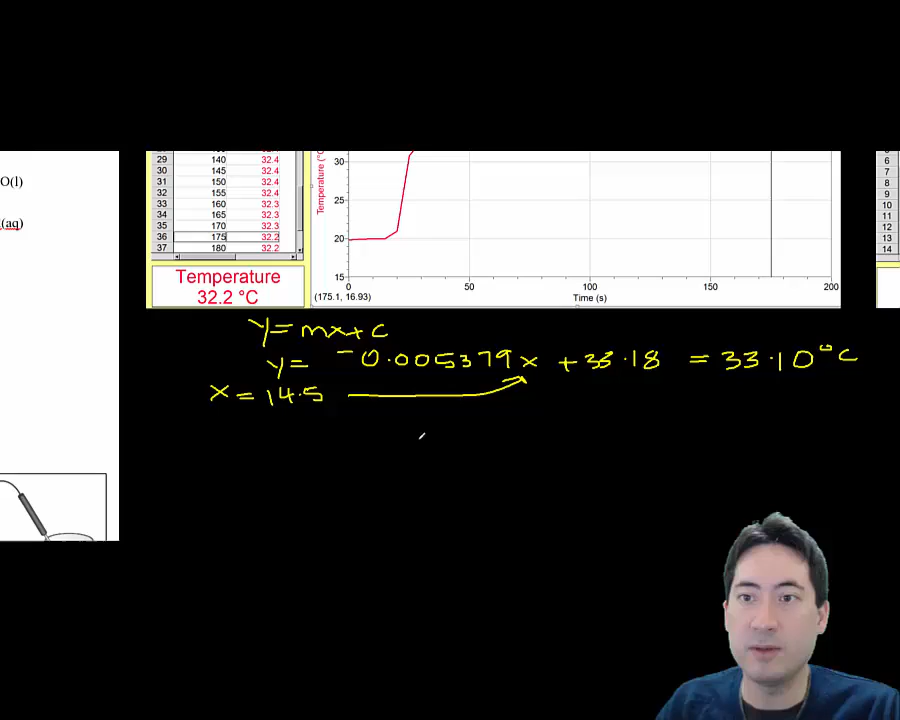 O(l)
(aq)
29 140 32.4
30 145 32.4
31 150 32.4
32 155 32.4
33 160 32.3
34 165 32.3
35 170 32.3
36 175 32.2
37 180 32.2
Temperature
32.2 °C
Temperature (°C
30
25
20
15
0 50 100 150 200
(175.1, 16.93)
Time (s)
6
7
8
9
10
11
12
13
14
y = mx + c
y = -0.005379x + 33.18 = 33.10°C
x = 14.5